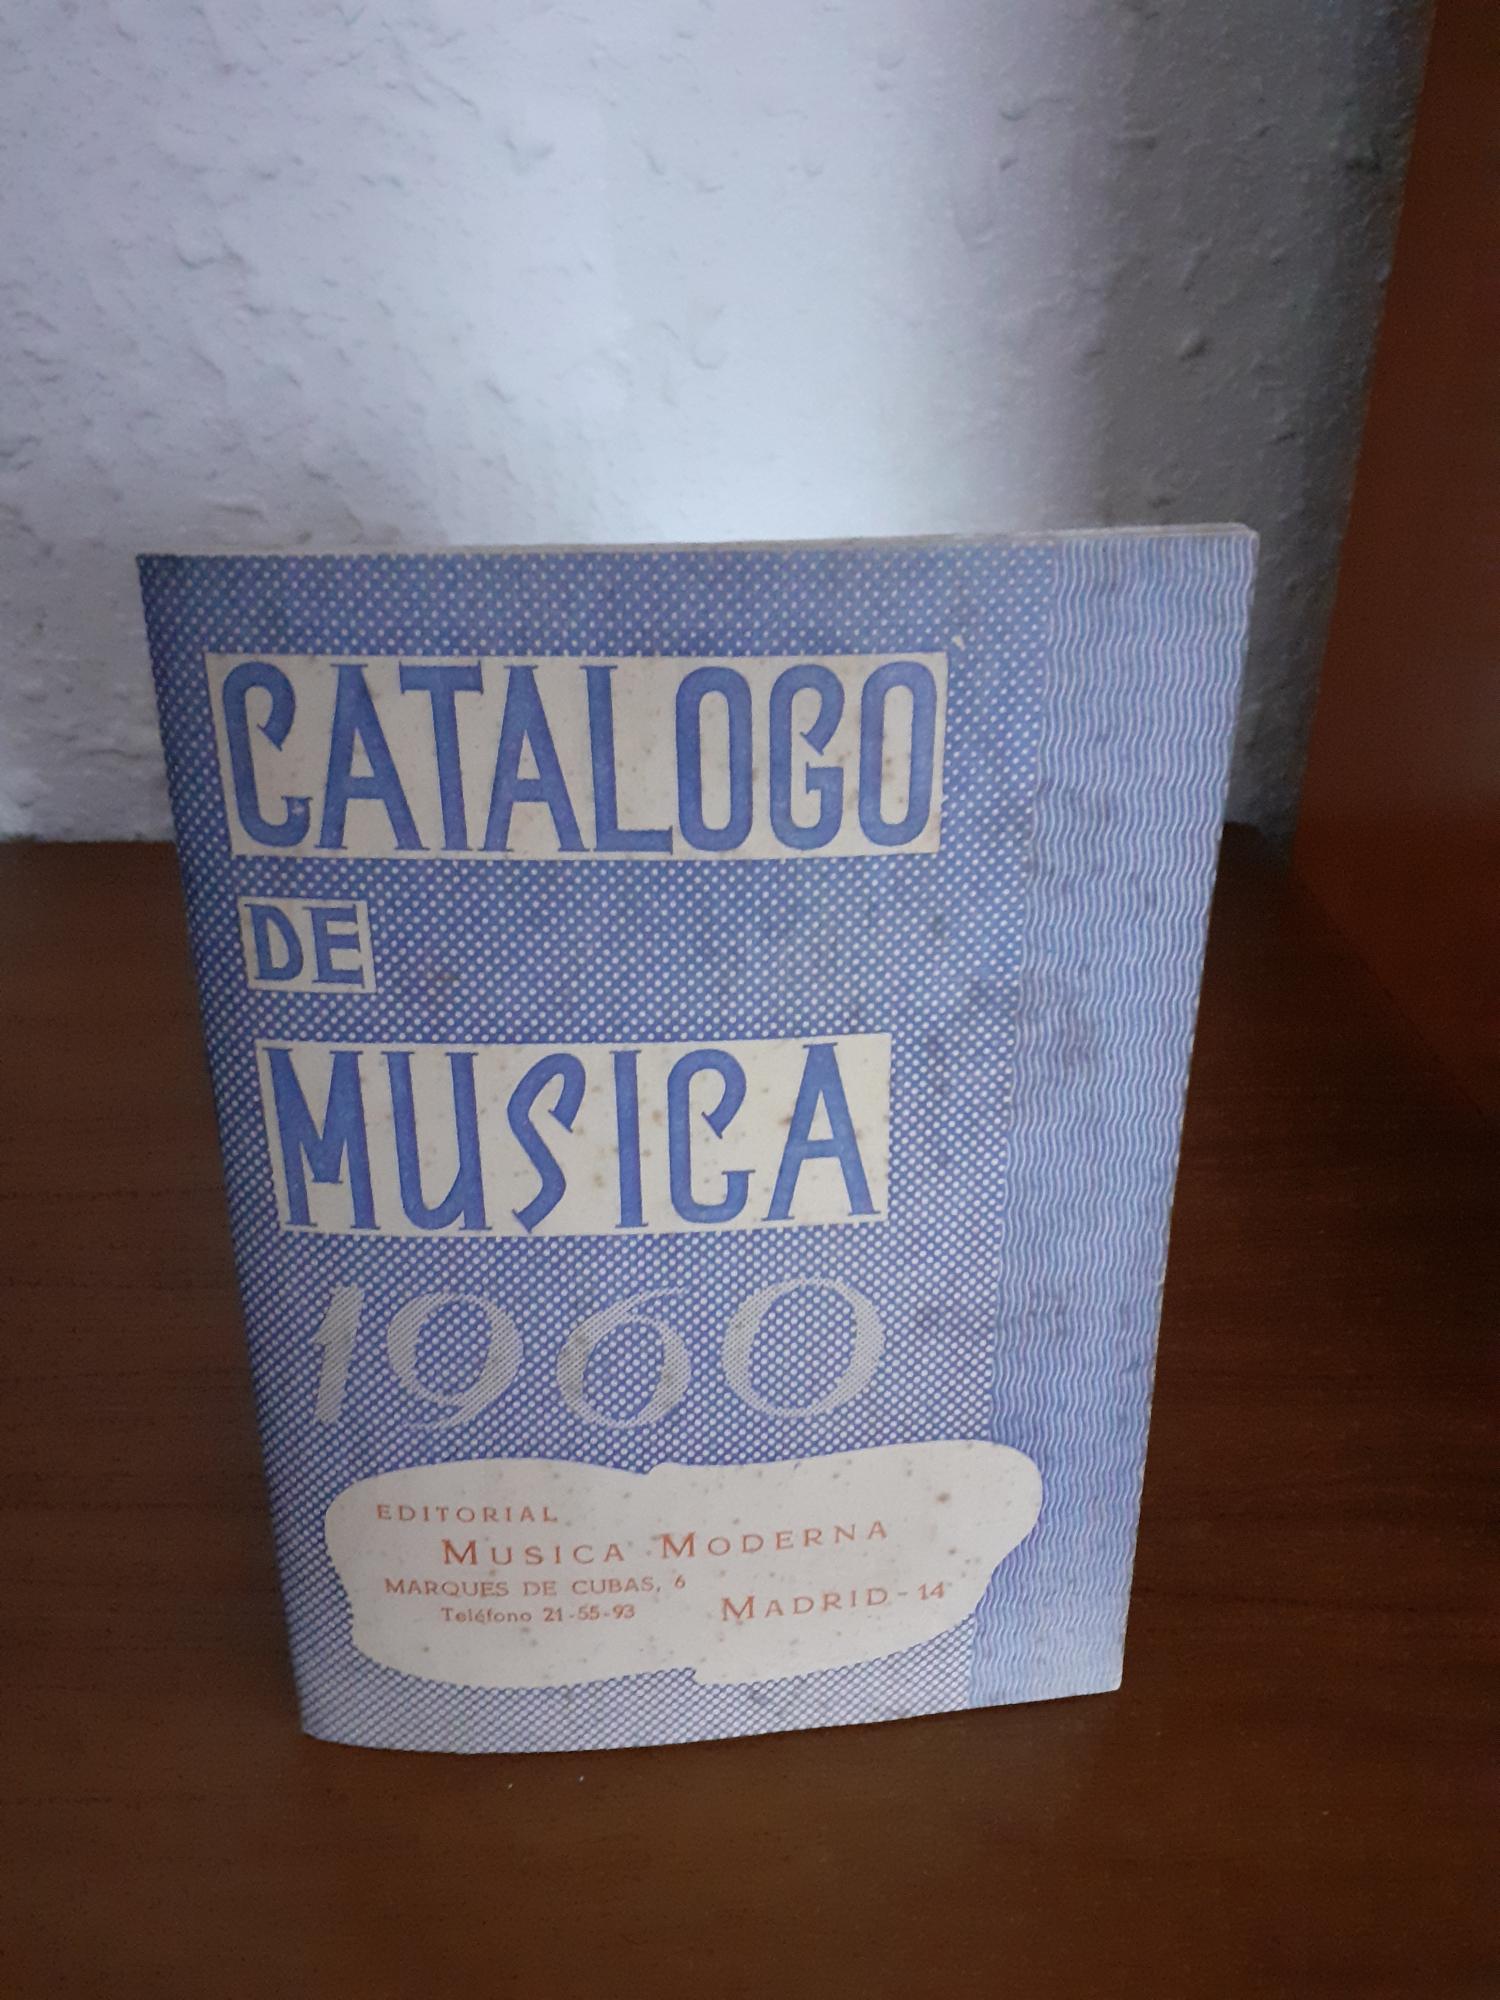 CATALOGO
DE
MUSICA
1960
EDITORIAL
MUSICA MODERNA
MARQUES DE CUBAS, 6
Teléfono 21-55-93
MADRID-14